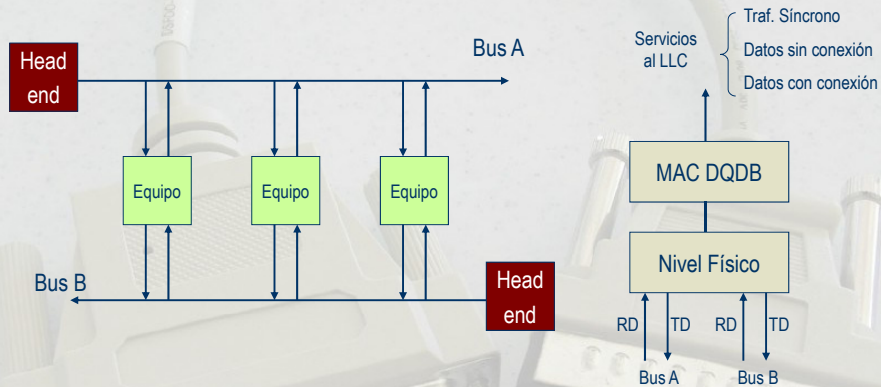 Head
end
Bus A
Equipo
Equipo
Equipo
Bus B
Head
end
Servicios
al LLC
Traf. Síncrono
Datos sin conexión
Datos con conexión
MAC DQDB
Nivel Físico
RD
TD
RD
TD
Bus A
Bus B